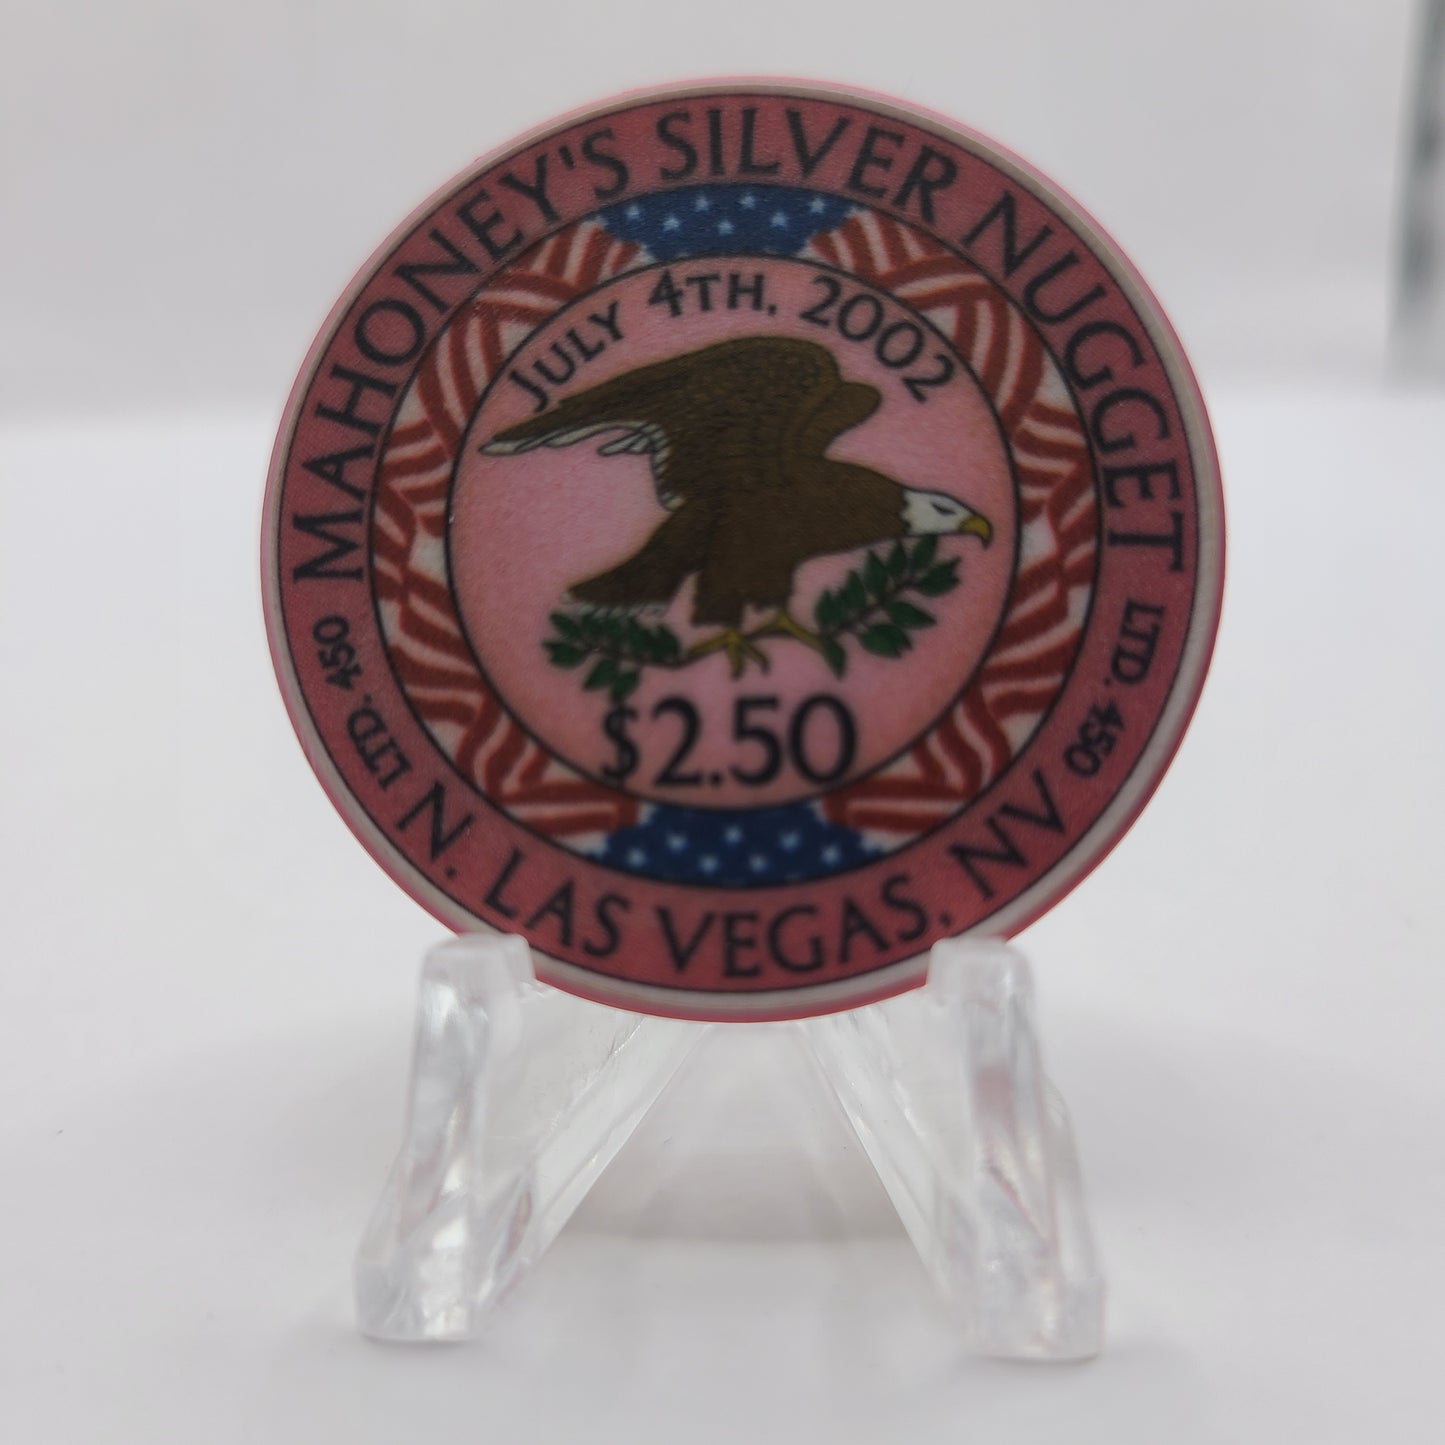 MAHONEY'S SILVER NUGGET
JULY 4TH, 2002
$2.50
LTD. 450
N. LAS VEGAS, NV
LTD. 450